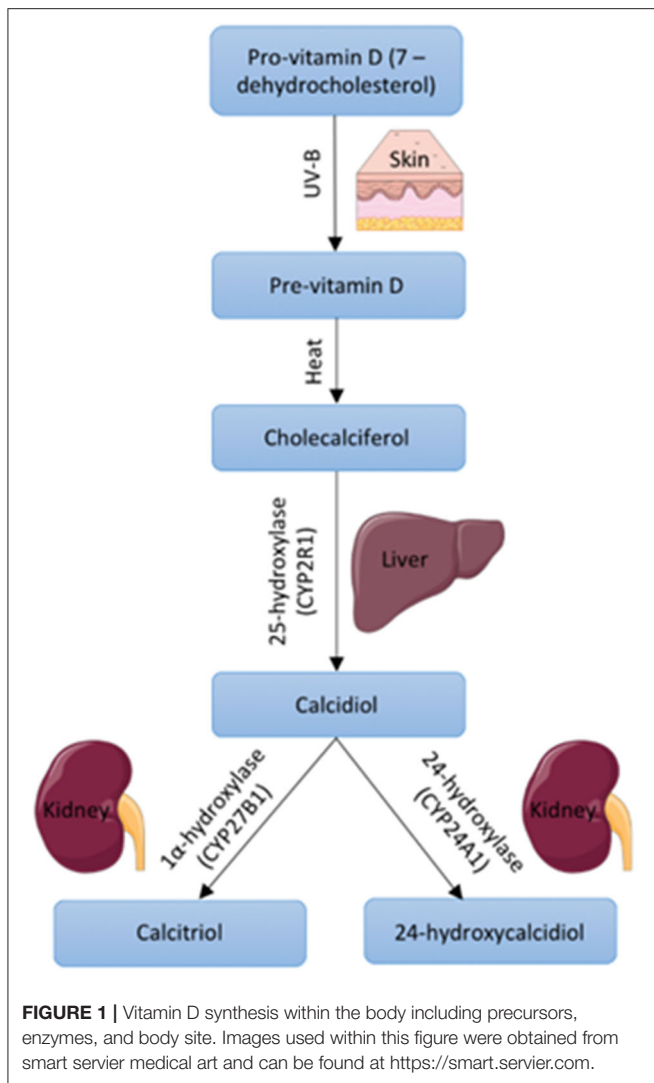 Pro-vitamin D (7 –
dehydrocholesterol)
UV-B
Skin
Pre-vitamin D
Heat
Cholecalciferol
25-hydroxylase
(CYP2R1)
Liver
Calcidiol
Kidney
1α-hydroxylase
(CYP27B1)
24-hydroxylase
(CYP24A1)
Kidney
Calcitriol
24-hydroxycalcidiol
FIGURE 1 | Vitamin D synthesis within the body including precursors,
enzymes, and body site. Images used within this figure were obtained from
smart servier medical art and can be found at https://smart.servier.com.